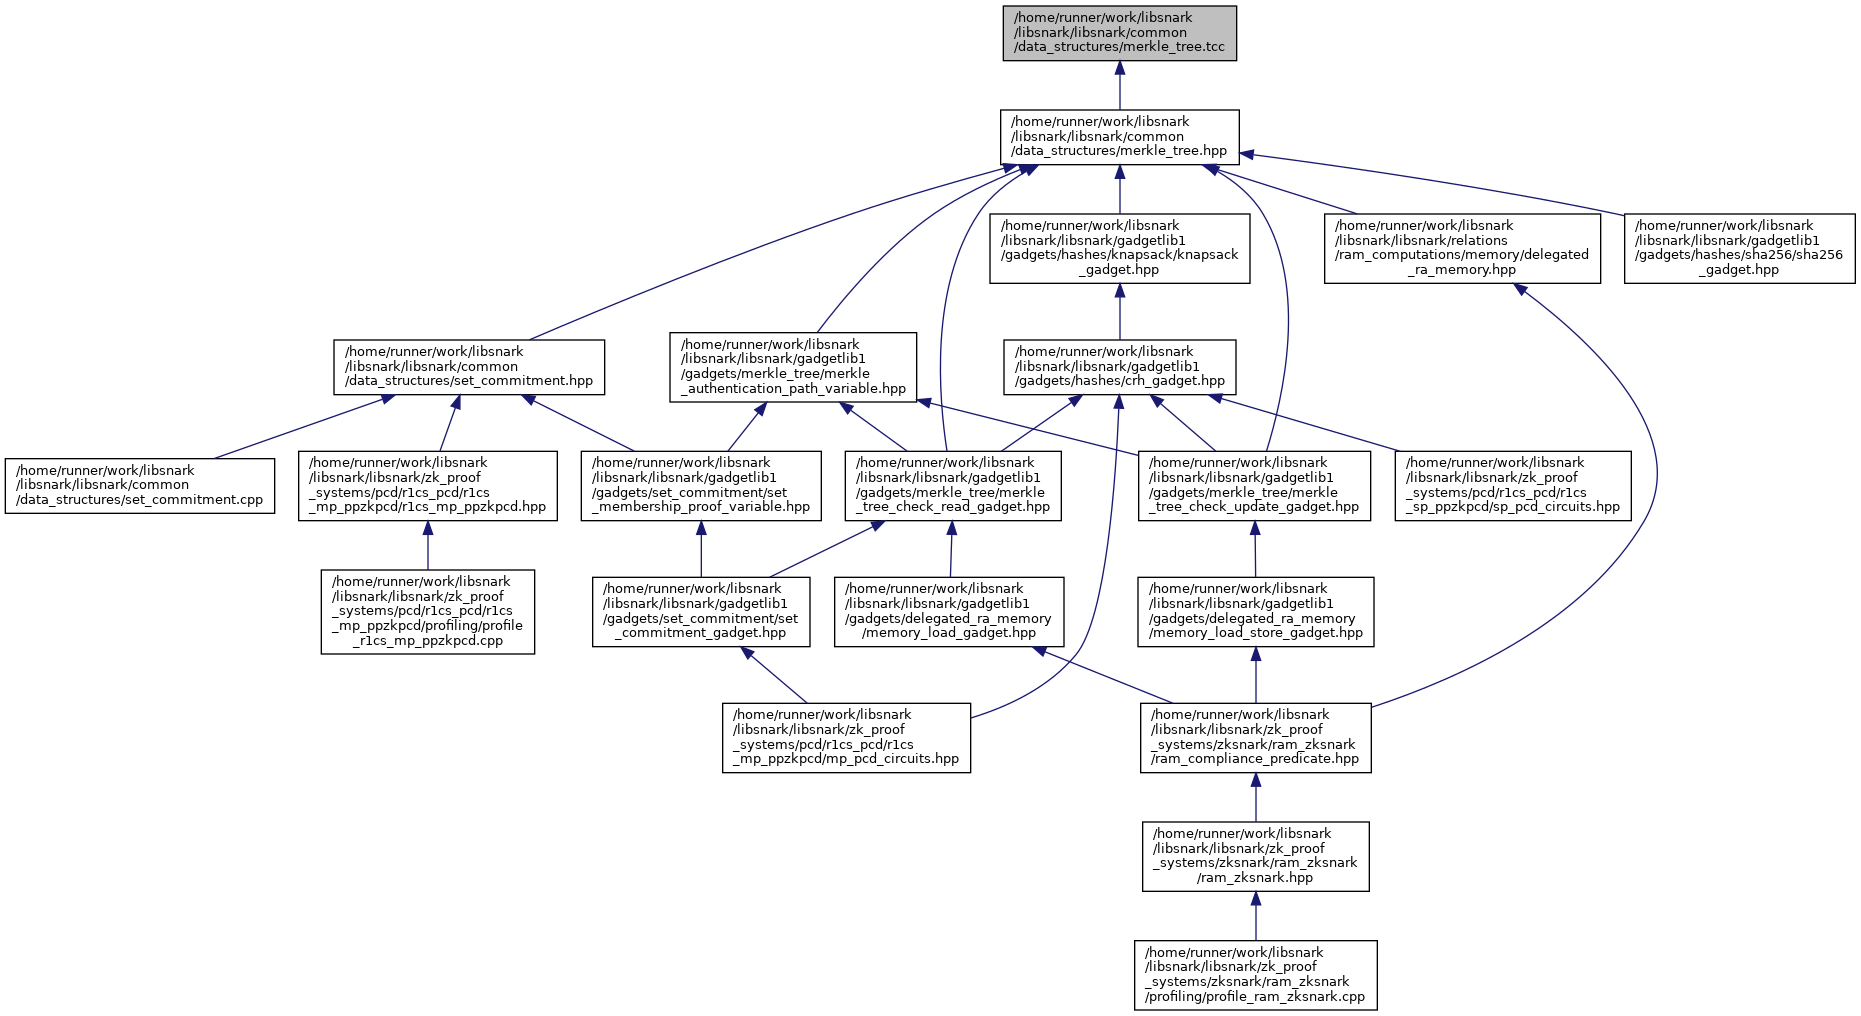 /home/runner/work/libsnark
/libsnark/libsnark/common
/data_structures/merkle_tree.tcc
/home/runner/work/libsnark
/libsnark/libsnark/common
/data_structures/merkle_tree.hpp
/home/runner/work/libsnark
/libsnark/libsnark/gadgetlib1
/gadgets/hashes/knapsack/knapsack
_gadget.hpp
/home/runner/work/libsnark
/libsnark/libsnark/relations
/ram_computations/memory/delegated
_ra_memory.hpp
/home/runner/work/libsnark
/libsnark/libsnark/gadgetlib1
/gadgets/hashes/sha256/sha256
_gadget.hpp
/home/runner/work/libsnark
/libsnark/libsnark/common
/data_structures/set_commitment.hpp
/home/runner/work/libsnark
/libsnark/libsnark/gadgetlib1
/gadgets/merkle_tree/merkle
_authentication_path_variable.hpp
/home/runner/work/libsnark
/libsnark/libsnark/gadgetlib1
/gadgets/hashes/crh_gadget.hpp
/home/runner/work/libsnark
/libsnark/libsnark/common
/data_structures/set_commitment.cpp
/home/runner/work/libsnark
/libsnark/libsnark/zk_proof
_systems/pcd/r1cs_pcd/r1cs
_mp_ppzkpcd/r1cs_mp_ppzkpcd.hpp
/home/runner/work/libsnark
/libsnark/libsnark/gadgetlib1
/gadgets/set_commitment/set
_membership_proof_variable.hpp
/home/runner/work/libsnark
/libsnark/libsnark/gadgetlib1
/gadgets/merkle_tree/merkle
_tree_check_read_gadget.hpp
/home/runner/work/libsnark
/libsnark/libsnark/gadgetlib1
/gadgets/merkle_tree/merkle
_tree_check_update_gadget.hpp
/home/runner/work/libsnark
/libsnark/libsnark/zk_proof
_systems/pcd/r1cs_pcd/r1cs
_sp_ppzkpcd/sp_pcd_circuits.hpp
/home/runner/work/libsnark
/libsnark/libsnark/zk_proof
_systems/pcd/r1cs_pcd/r1cs
_mp_ppzkpcd/profiling/profile
_r1cs_mp_ppzkpcd.cpp
/home/runner/work/libsnark
/libsnark/libsnark/gadgetlib1
/gadgets/set_commitment/set
_commitment_gadget.hpp
/home/runner/work/libsnark
/libsnark/libsnark/gadgetlib1
/gadgets/delegated_ra_memory
/memory_load_gadget.hpp
/home/runner/work/libsnark
/libsnark/libsnark/gadgetlib1
/gadgets/delegated_ra_memory
/memory_load_store_gadget.hpp
/home/runner/work/libsnark
/libsnark/libsnark/zk_proof
_systems/pcd/r1cs_pcd/r1cs
_mp_ppzkpcd/mp_pcd_circuits.hpp
/home/runner/work/libsnark
/libsnark/libsnark/zk_proof
_systems/zksnark/ram_zksnark
/ram_compliance_predicate.hpp
/home/runner/work/libsnark
/libsnark/libsnark/zk_proof
_systems/zksnark/ram_zksnark
/ram_zksnark.hpp
/home/runner/work/libsnark
/libsnark/libsnark/zk_proof
_systems/zksnark/ram_zksnark
/profiling/profile_ram_zksnark.cpp